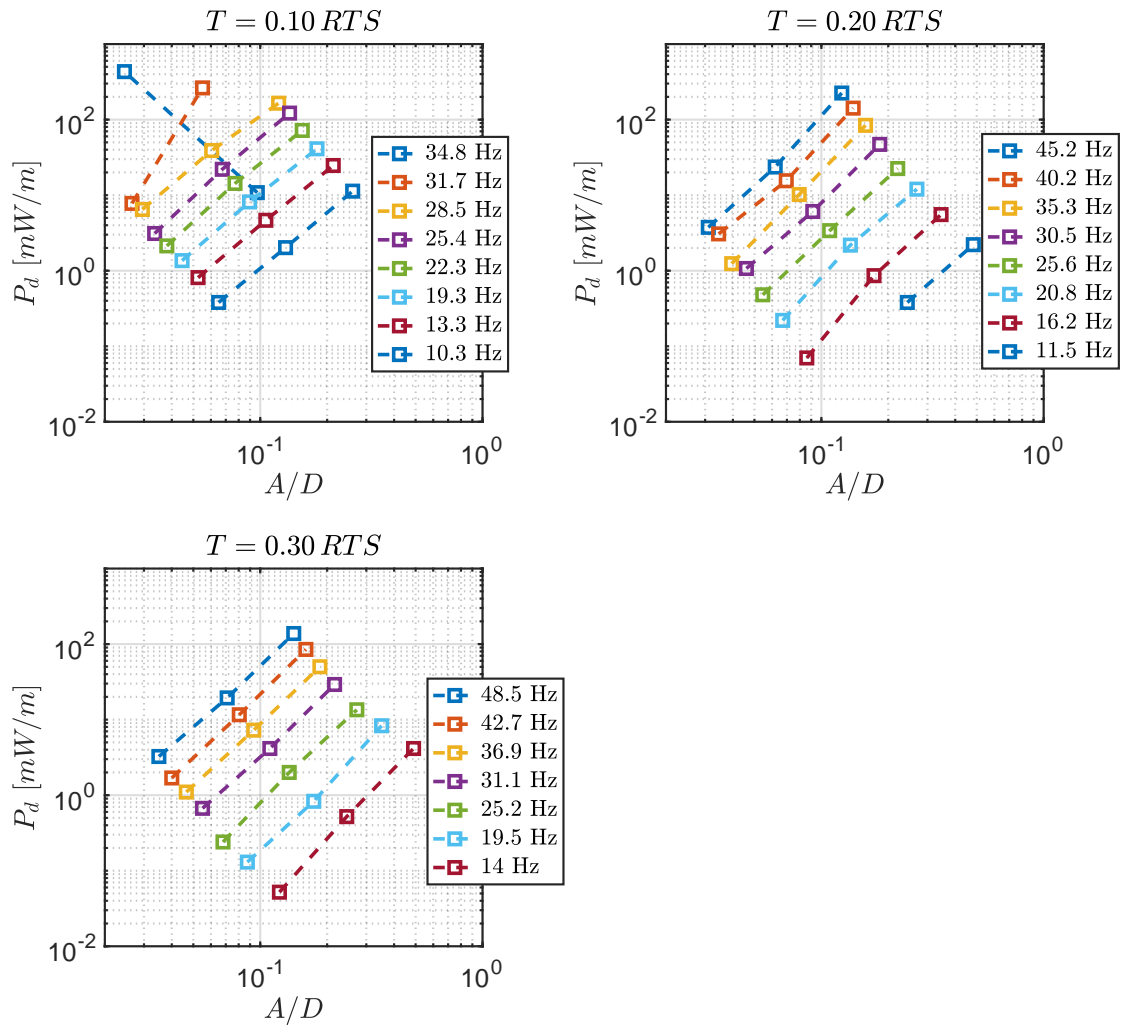 T = 0.10 RTS
P_d [mW/m]
10^2
10^0
10^-2
10^-1
10^0
A/D
34.8 Hz
31.7 Hz
28.5 Hz
25.4 Hz
22.3 Hz
19.3 Hz
13.3 Hz
10.3 Hz
T = 0.20 RTS
P_d [mW/m]
10^2
10^0
10^-2
10^-1
10^0
A/D
45.2 Hz
40.2 Hz
35.3 Hz
30.5 Hz
25.6 Hz
20.8 Hz
16.2 Hz
11.5 Hz
T = 0.30 RTS
P_d [mW/m]
10^2
10^0
10^-2
10^-1
10^0
A/D
48.5 Hz
42.7 Hz
36.9 Hz
31.1 Hz
25.2 Hz
19.5 Hz
14 Hz